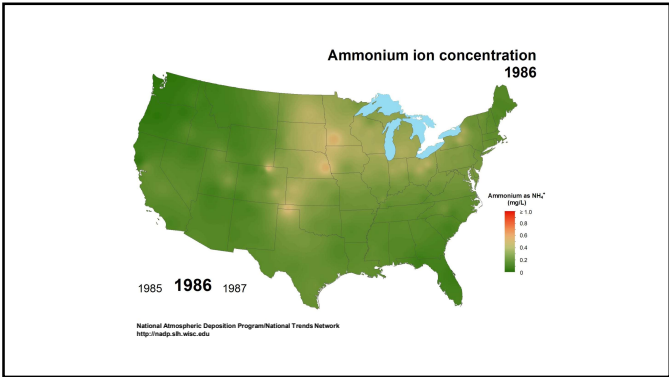 Ammonium ion concentration
1986
Ammonium as NH₄⁺
(mg/L)
≥ 1.0
0.8
0.6
0.4
0.2
0
1985 1986 1987
National Atmospheric Deposition Program/National Trends Network
http://nadp.slh.wisc.edu